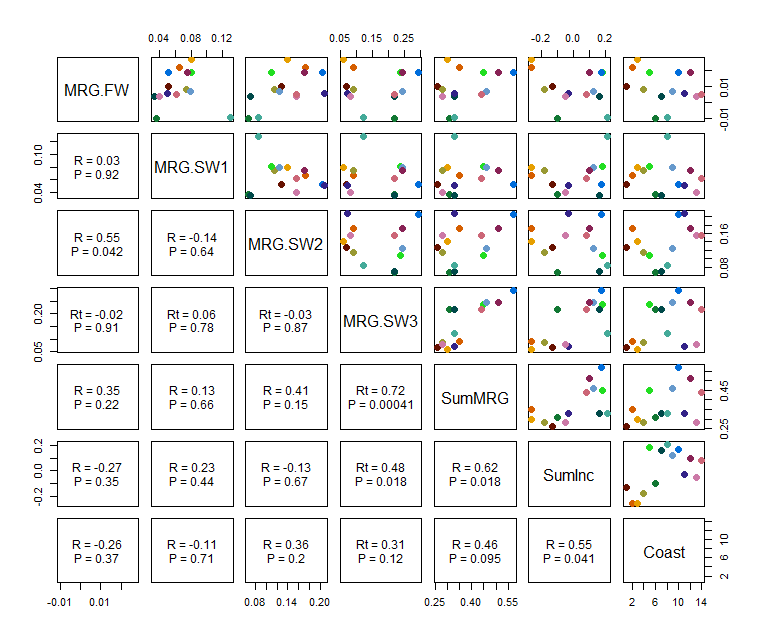 0.04 0.08 0.12
0.05 0.15 0.25
-0.2 0.0 0.2
MRG.FW
-0.01 0.01
0.04 0.10
R = 0.03
P = 0.92
MRG.SW1
R = 0.55
P = 0.042
R = -0.14
P = 0.64
MRG.SW2
0.08 0.16
0.05 0.20
Rt = -0.02
P = 0.91
Rt = 0.06
P = 0.78
Rt = -0.03
P = 0.87
MRG.SW3
R = 0.35
P = 0.22
R = 0.13
P = 0.66
R = 0.41
P = 0.15
Rt = 0.72
P = 0.00041
SumMRG
0.25 0.45
-0.2 0.0 0.2
R = -0.27
P = 0.35
R = 0.23
P = 0.44
R = -0.13
P = 0.67
Rt = 0.48
P = 0.018
R = 0.62
P = 0.018
SumInc
R = -0.26
P = 0.37
R = -0.11
P = 0.71
R = 0.36
P = 0.2
Rt = 0.31
P = 0.12
R = 0.46
P = 0.095
R = 0.55
P = 0.041
Coast
2 6 10
-0.01 0.01
0.08 0.14 0.20
0.25 0.40 0.55
2 6 10 14